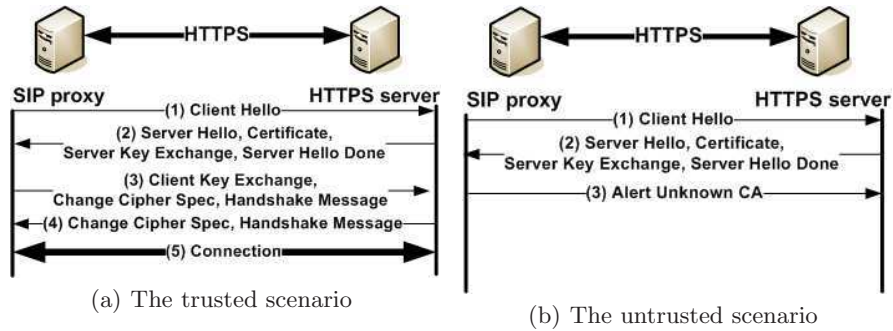 HTTPS
SIP proxy
HTTPS server
(1) Client Hello
(2) Server Hello, Certificate,
Server Key Exchange, Server Hello Done
(3) Client Key Exchange,
Change Cipher Spec, Handshake Message
(4) Change Cipher Spec, Handshake Message
(5) Connection
(a) The trusted scenario
HTTPS
SIP proxy
HTTPS server
(1) Client Hello
(2) Server Hello, Certificate,
Server Key Exchange, Server Hello Done
(3) Alert Unknown CA
(b) The untrusted scenario